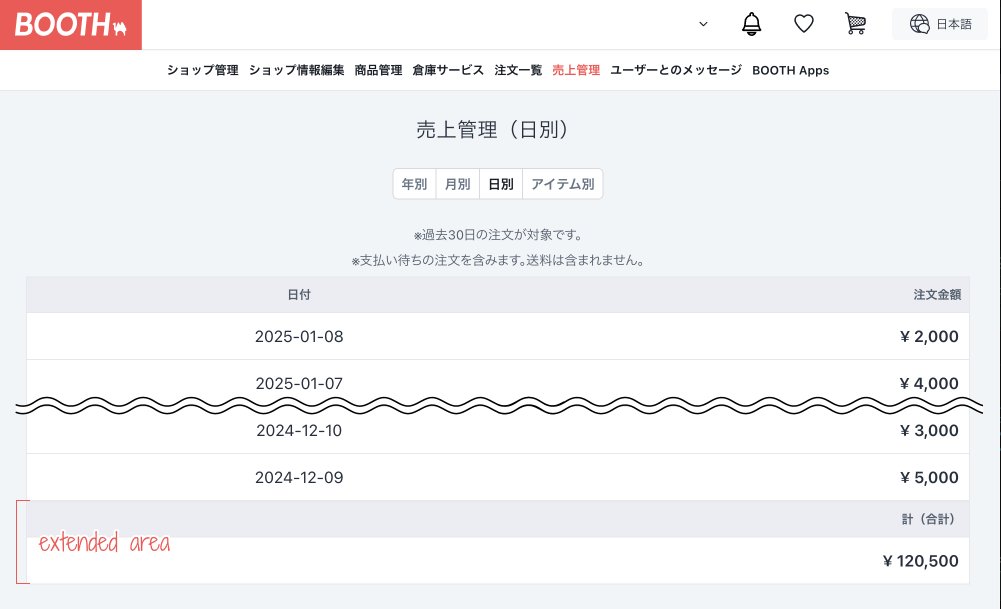 BOOTH
日本語
ショップ管理 ショップ情報編集 商品管理 倉庫サービス 注文一覧 売上管理 ユーザーとのメッセージ BOOTH Apps
売上管理（日別）
年別 月別 日別 アイテム別
※過去30日の注文が対象です。
※支払い待ちの注文を含みます。送料は含まれません。
日付 注文金額
2025-01-08 ¥ 2,000
2025-01-07 ¥ 4,000
2024-12-10 ¥ 3,000
2024-12-09 ¥ 5,000
計（合計）
extended area
¥ 120,500